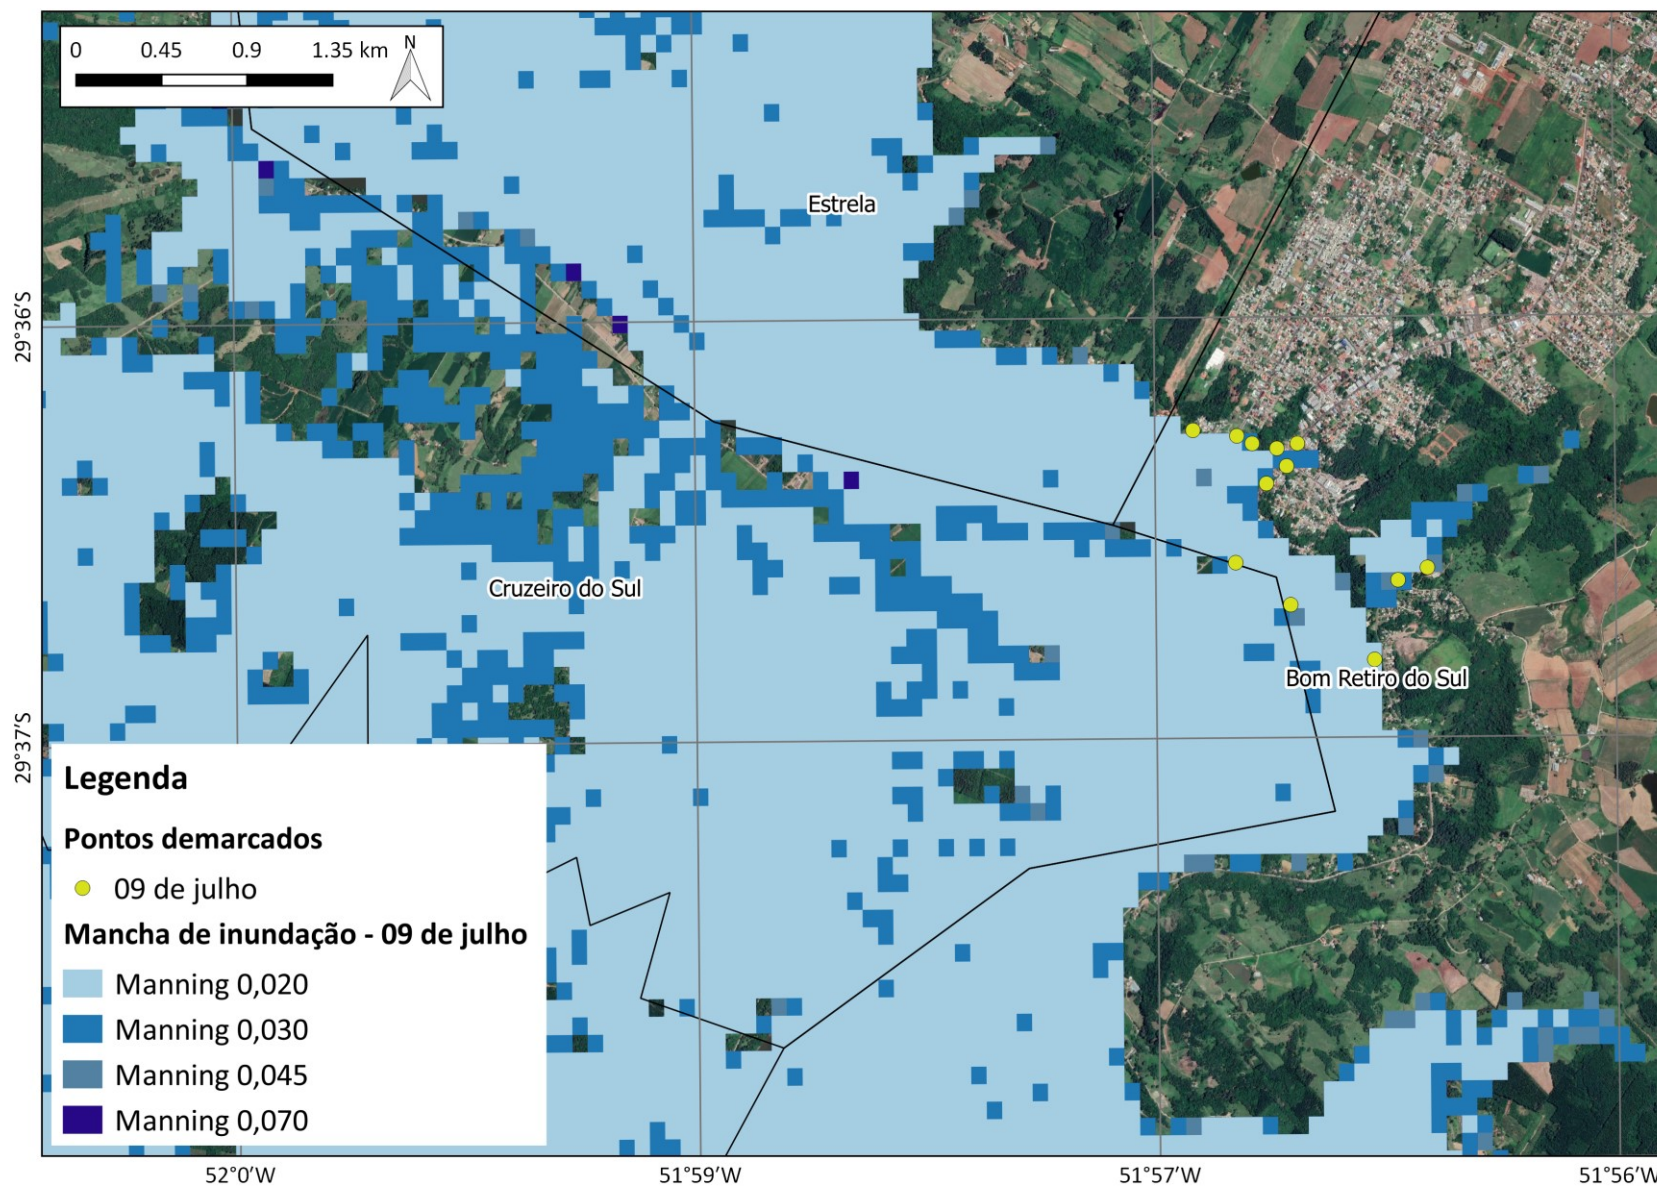 0 0.45 0.9 1.35 km
N
Estrela
29°36'S
Cruzeiro do Sul
Bom Retiro do Sul
29°37'S
Legenda
Pontos demarcados
09 de julho
Mancha de inundação - 09 de julho
Manning 0,020
Manning 0,030
Manning 0,045
Manning 0,070
52°0'W 51°59'W 51°57'W 51°56'W